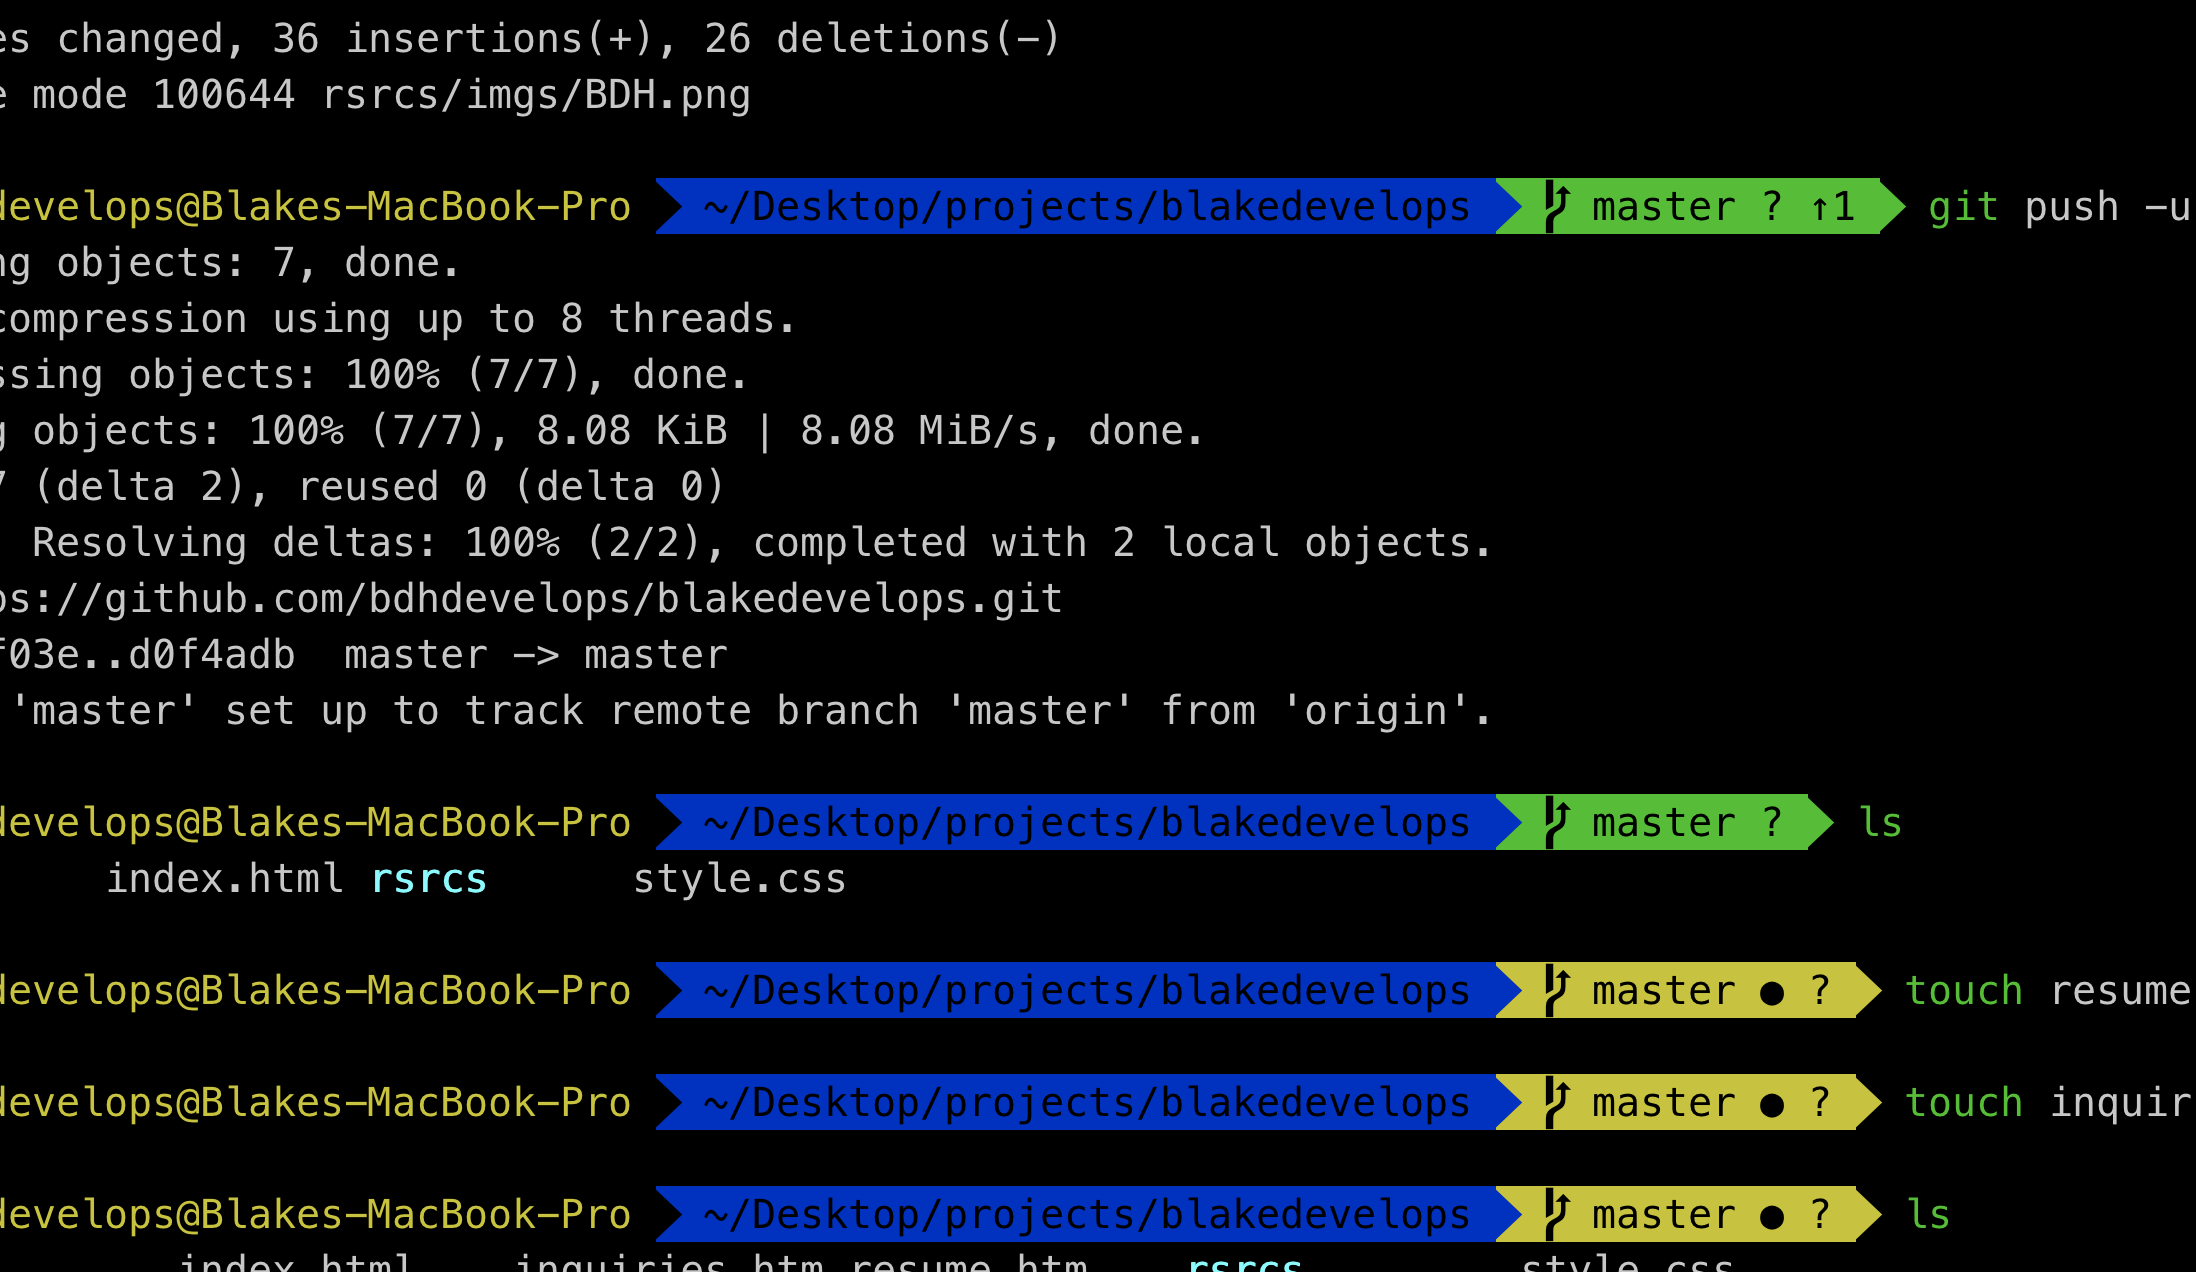 es changed, 36 insertions(+), 26 deletions(-)
e mode 100644 rsrcs/imgs/BDH.png
develops@Blakes-MacBook-Pro ~/Desktop/projects/blakedevelops master ? ↑1 git push -u
ng objects: 7, done.
compression using up to 8 threads.
ssing objects: 100% (7/7), done.
g objects: 100% (7/7), 8.08 KiB | 8.08 MiB/s, done.
7 (delta 2), reused 0 (delta 0)
Resolving deltas: 100% (2/2), completed with 2 local objects.
ps://github.com/bdhdevelops/blakedevelops.git
f03e..d0f4adb  master -> master
'master' set up to track remote branch 'master' from 'origin'.
develops@Blakes-MacBook-Pro ~/Desktop/projects/blakedevelops master ? ls
index.html rsrcs style.css
develops@Blakes-MacBook-Pro ~/Desktop/projects/blakedevelops master ● ? touch resume
develops@Blakes-MacBook-Pro ~/Desktop/projects/blakedevelops master ● ? touch inquir
develops@Blakes-MacBook-Pro ~/Desktop/projects/blakedevelops master ● ? ls
index.html inquiries.htm resume.htm rsrcs style.css